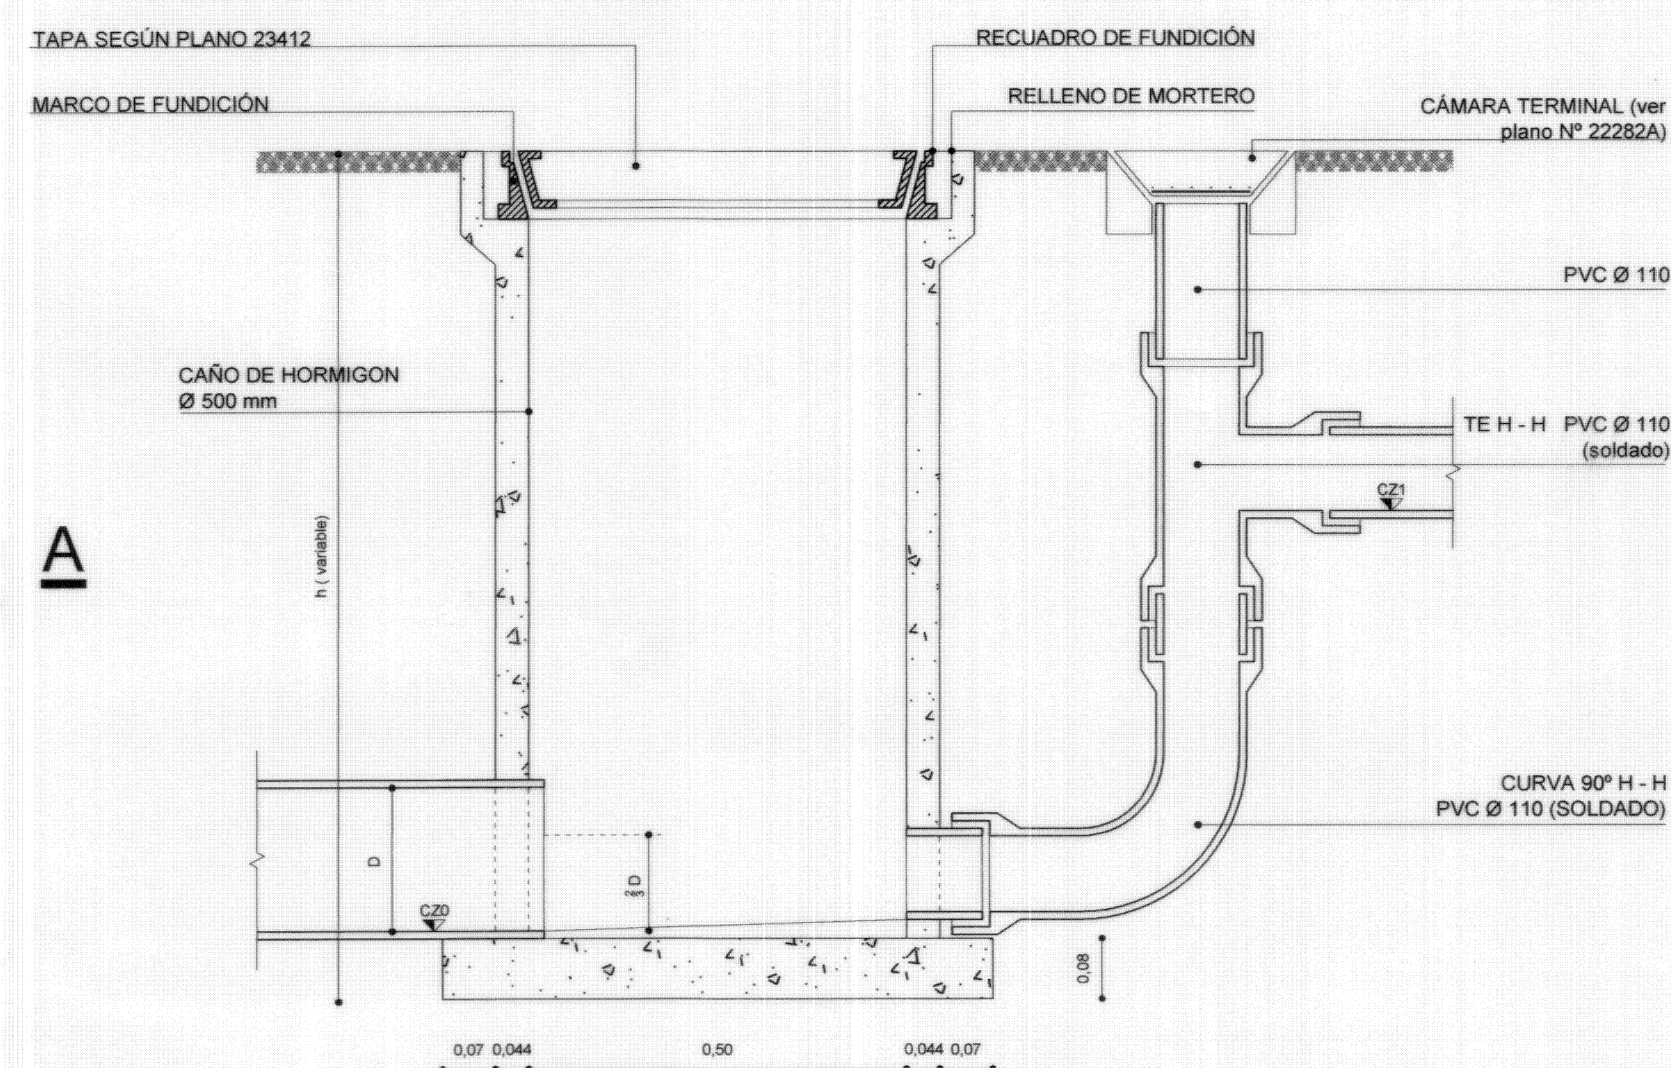 TAPA SEGÚN PLANO 23412
RECUADRO DE FUNDICIÓN
MARCO DE FUNDICIÓN
RELLENO DE MORTERO
CÁMARA TERMINAL (ver
plano Nº 22282A)
PVC Ø 110
CAÑO DE HORMIGON
Ø 500 mm
TE H - H PVC Ø 110
(soldado)
CZ1
A
h ( variable)
CURVA 90º H - H
PVC Ø 110 (SOLDADO)
D
2/3 D
CZ0
0,08
0,07 0,044 0,50 0,044 0,07